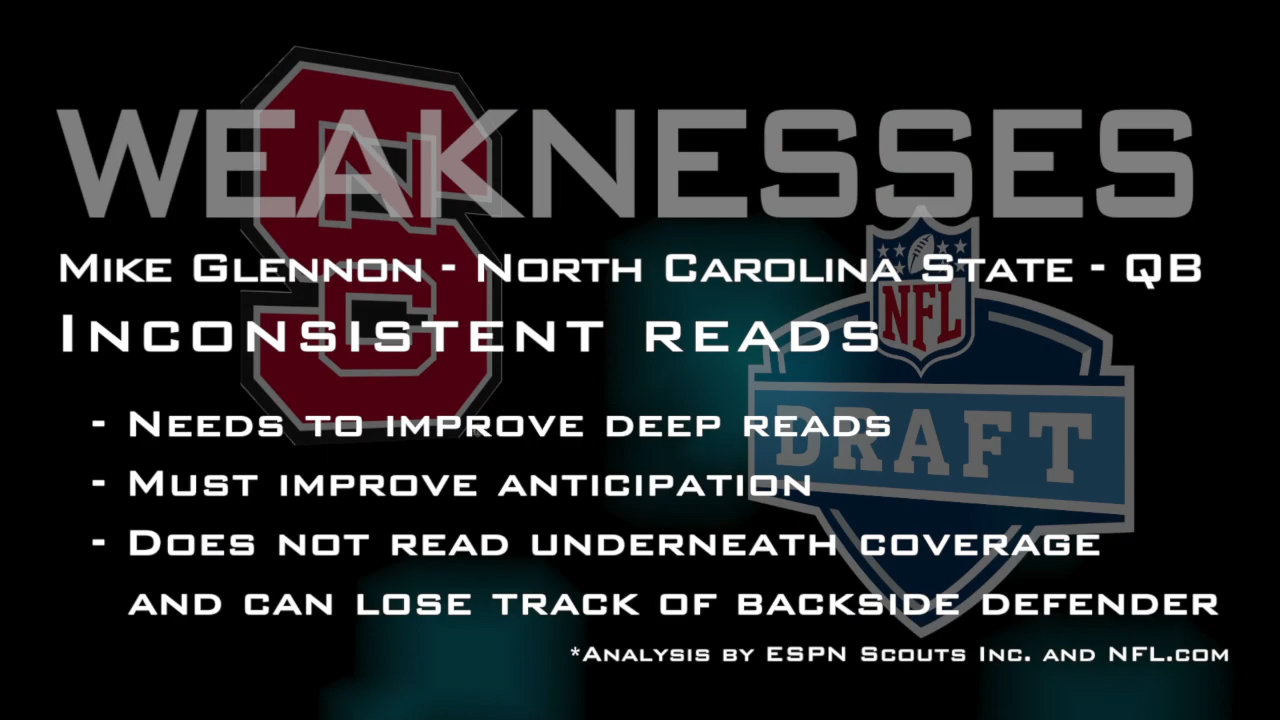 WEAKNESSES
Mike Glennon - North Carolina State - QB
Inconsistent reads
- Needs to improve deep reads
- Must improve anticipation
- Does not read underneath coverage
and can lose track of backside defender
*Analysis by ESPN Scouts Inc. and NFL.com
NCS
NFL
DRAFT